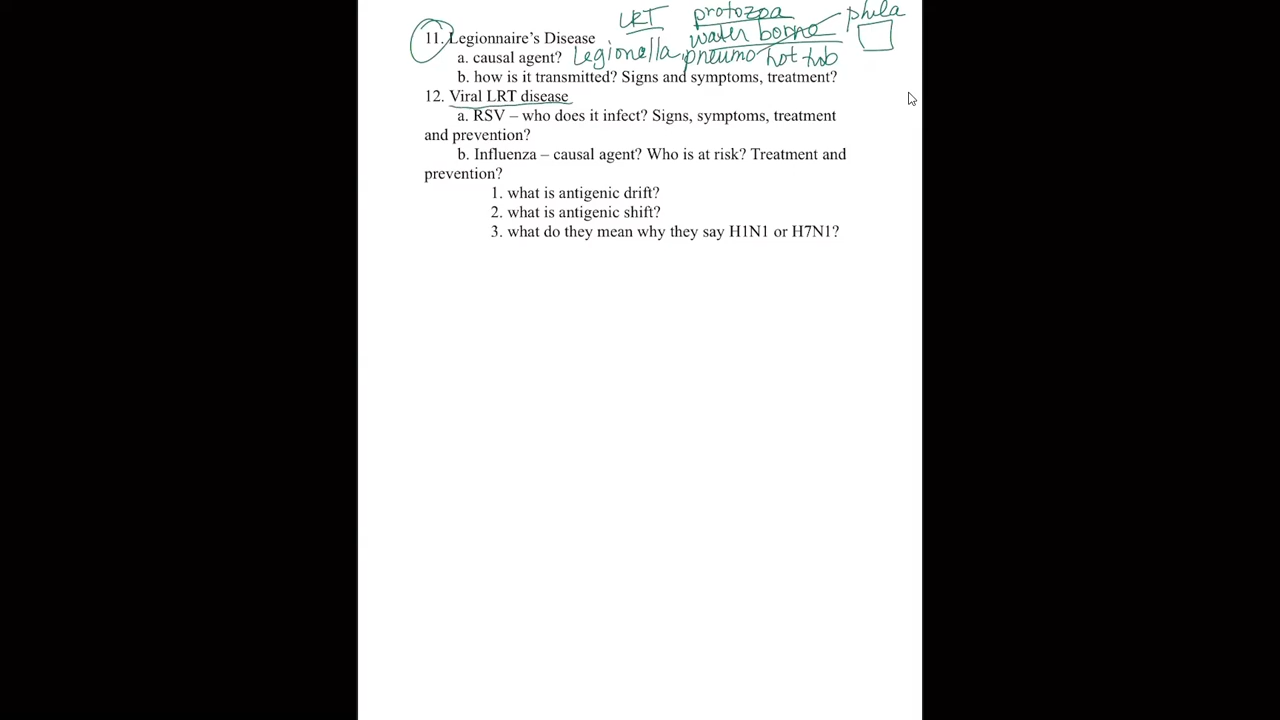 LRT protozoa phila
water borne
11. Legionnaire's Disease
a. causal agent? Legionella pneumo hot tub
b. how is it transmitted? Signs and symptoms, treatment?
12. Viral LRT disease
a. RSV – who does it infect? Signs, symptoms, treatment
and prevention?
b. Influenza – causal agent? Who is at risk? Treatment and
prevention?
1. what is antigenic drift?
2. what is antigenic shift?
3. what do they mean why they say H1N1 or H7N1?